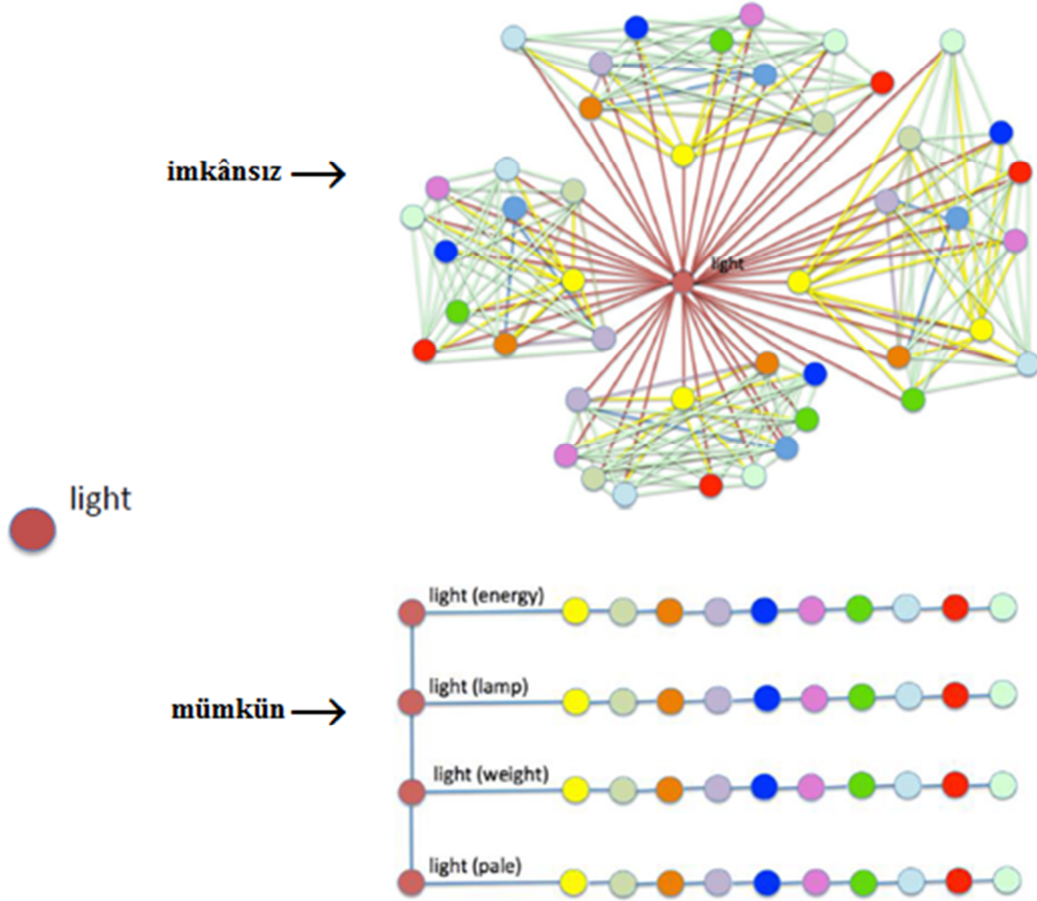 imkânsız
light
light
light (energy)
light (lamp)
mümkün
light (weight)
light (pale)